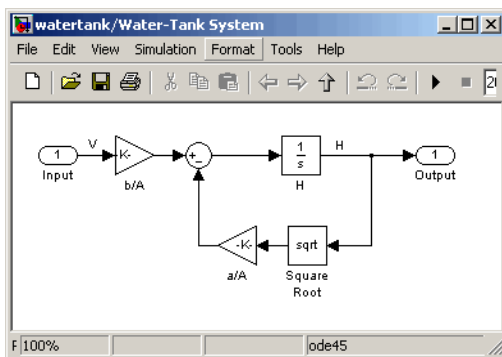 watertank/Water-Tank System
File Edit View Simulation Format Tools Help
V
1
Input
-K-
b/A
+
-
1
s
H
H
1
Output
-K-
a/A
sqrt
Square
Root
100%
ode45